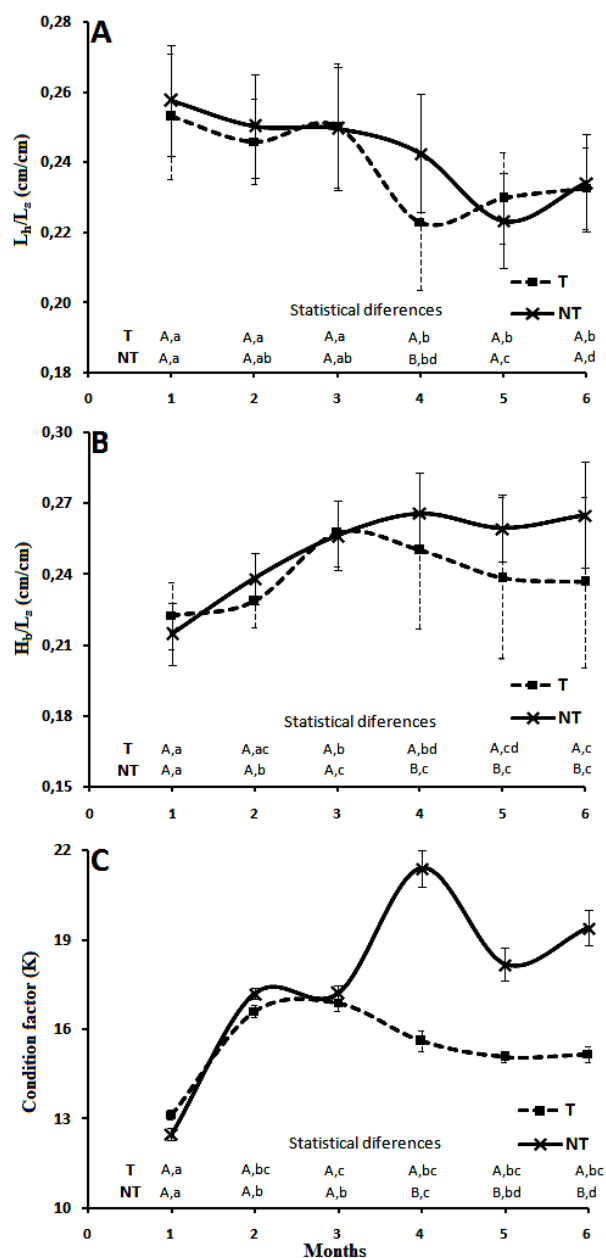 A
0,28
0,26
0,24
0,22
0,20
0,18
Lh/Ls (cm/cm)
T
NT
Statistical diferences
T A,a A,a A,a A,b A,b A,b
NT A,a A,ab A,ab B,bd A,c A,d
0 1 2 3 4 5 6
B
0,30
0,27
0,24
0,21
0,18
0,15
Hb/Ls (cm/cm)
T
NT
Statistical diferences
T A,a A,ac A,b A,bd A,cd A,c
NT A,a A,b A,c B,c B,c B,c
0 1 2 3 4 5 6
C
22
19
16
13
10
Condition factor (K)
T
NT
Statistical diferences
T A,a A,bc A,c A,bc A,bc A,bc
NT A,a A,b A,b B,c B,bd B,d
0 1 2 3 4 5 6
Months